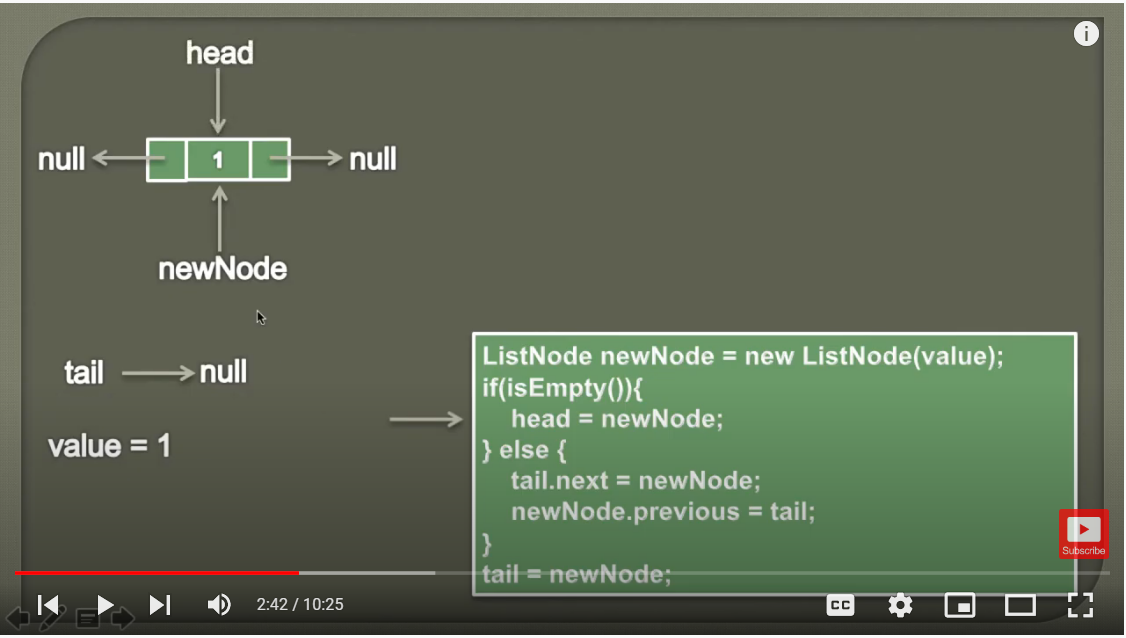 head
null
1
null
newNode
tail
null
value = 1
ListNode newNode = new ListNode(value);
if(isEmpty()){
head = newNode;
} else {
tail.next = newNode;
newNode.previous = tail;
}
tail = newNode;
Subscribe
2:42 / 10:25
CC